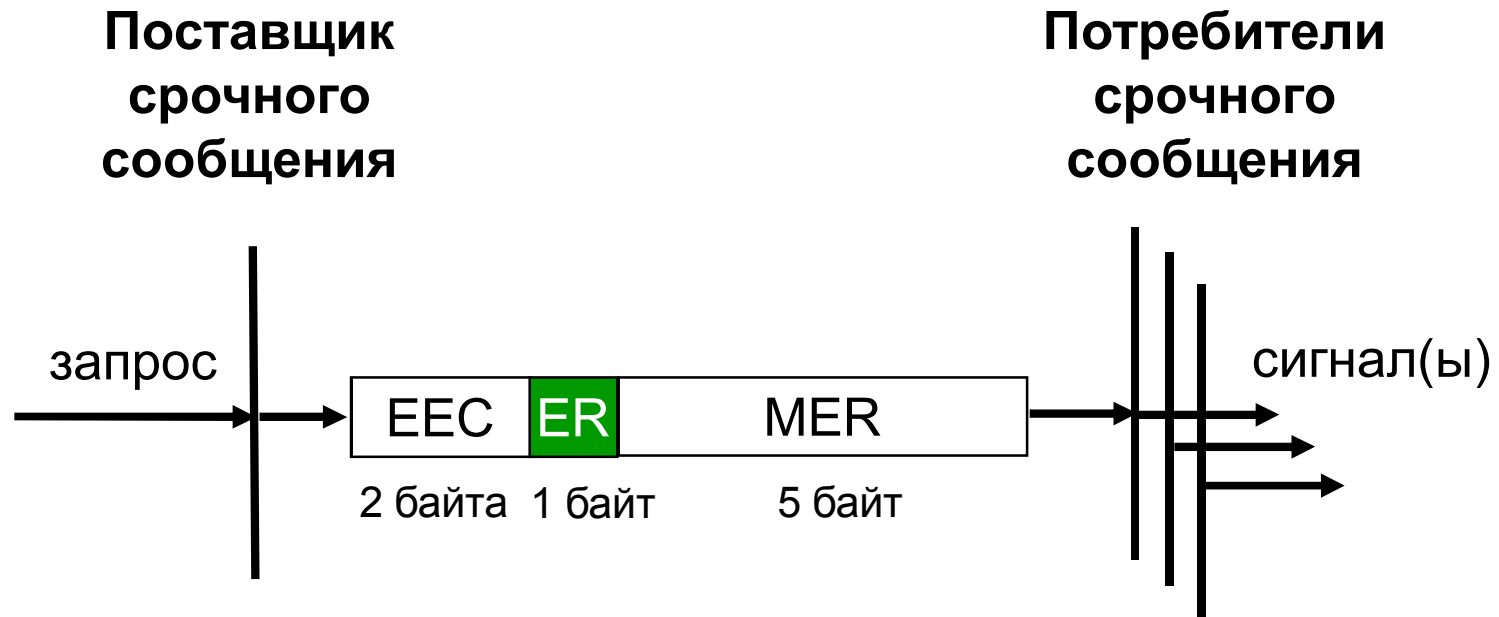 Поставщик
срочного
сообщения
Потребители
срочного
сообщения
запрос
EEC
ER
MER
сигнал(ы)
2 байта
1 байт
5 байт